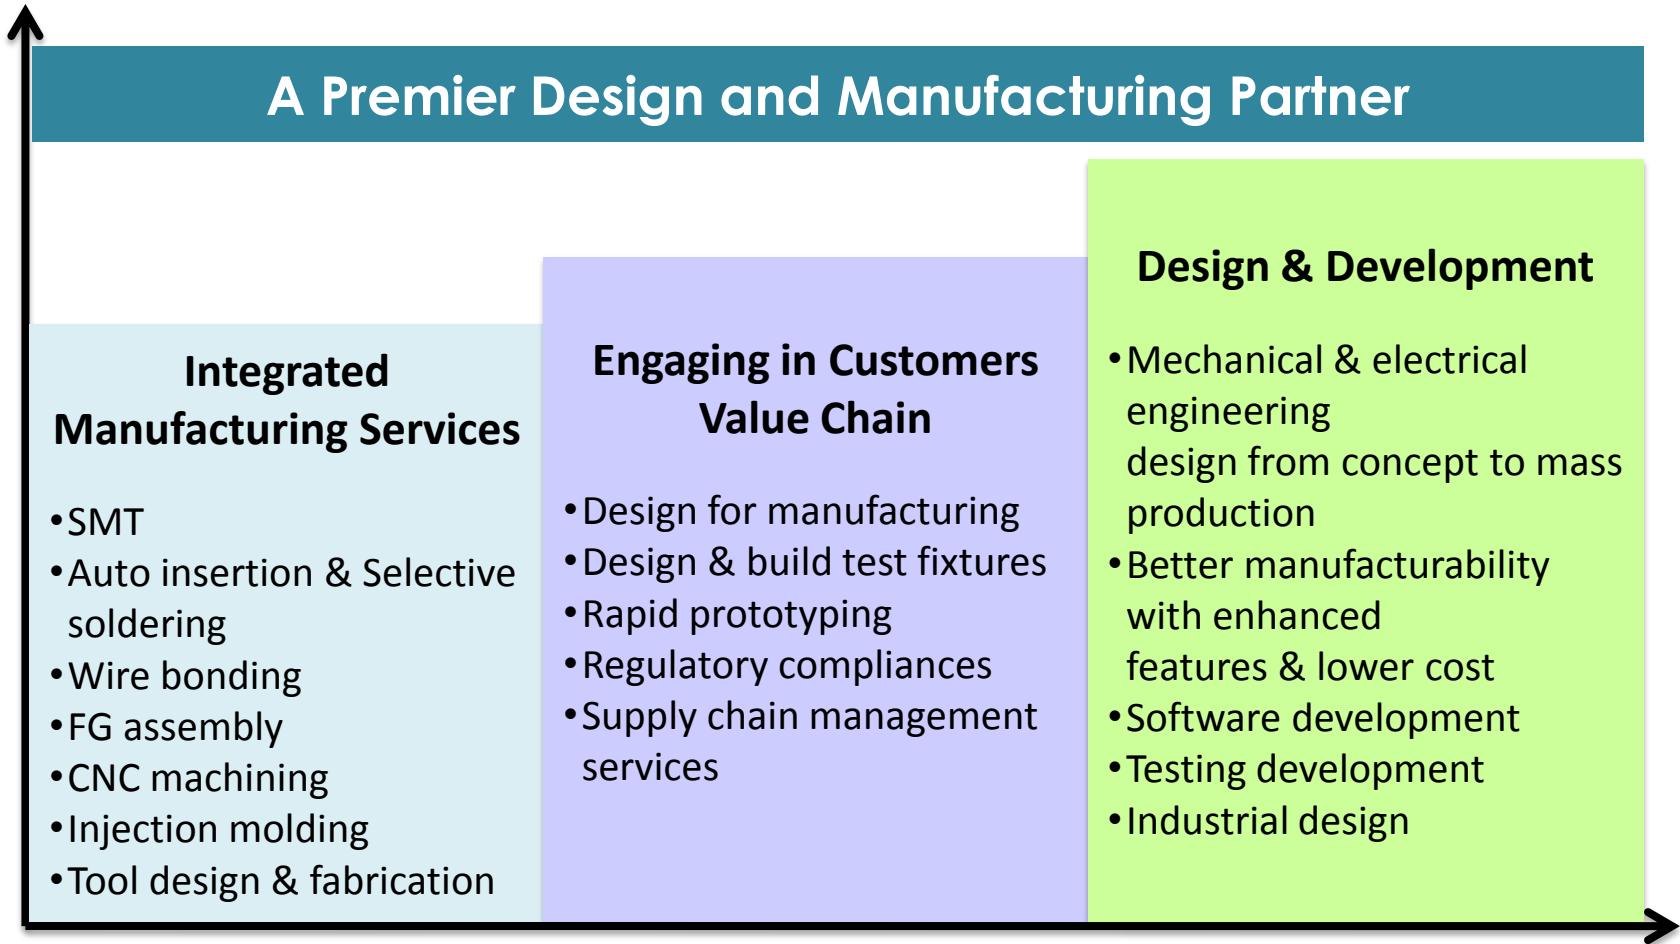 A Premier Design and Manufacturing Partner
Integrated
Manufacturing Services
•SMT
•Auto insertion & Selective
soldering
•Wire bonding
•FG assembly
•CNC machining
•Injection molding
•Tool design & fabrication
Engaging in Customers
Value Chain
•Design for manufacturing
•Design & build test fixtures
•Rapid prototyping
•Regulatory compliances
•Supply chain management
services
Design & Development
•Mechanical & electrical
engineering
design from concept to mass
production
•Better manufacturability
with enhanced
features & lower cost
•Software development
•Testing development
•Industrial design